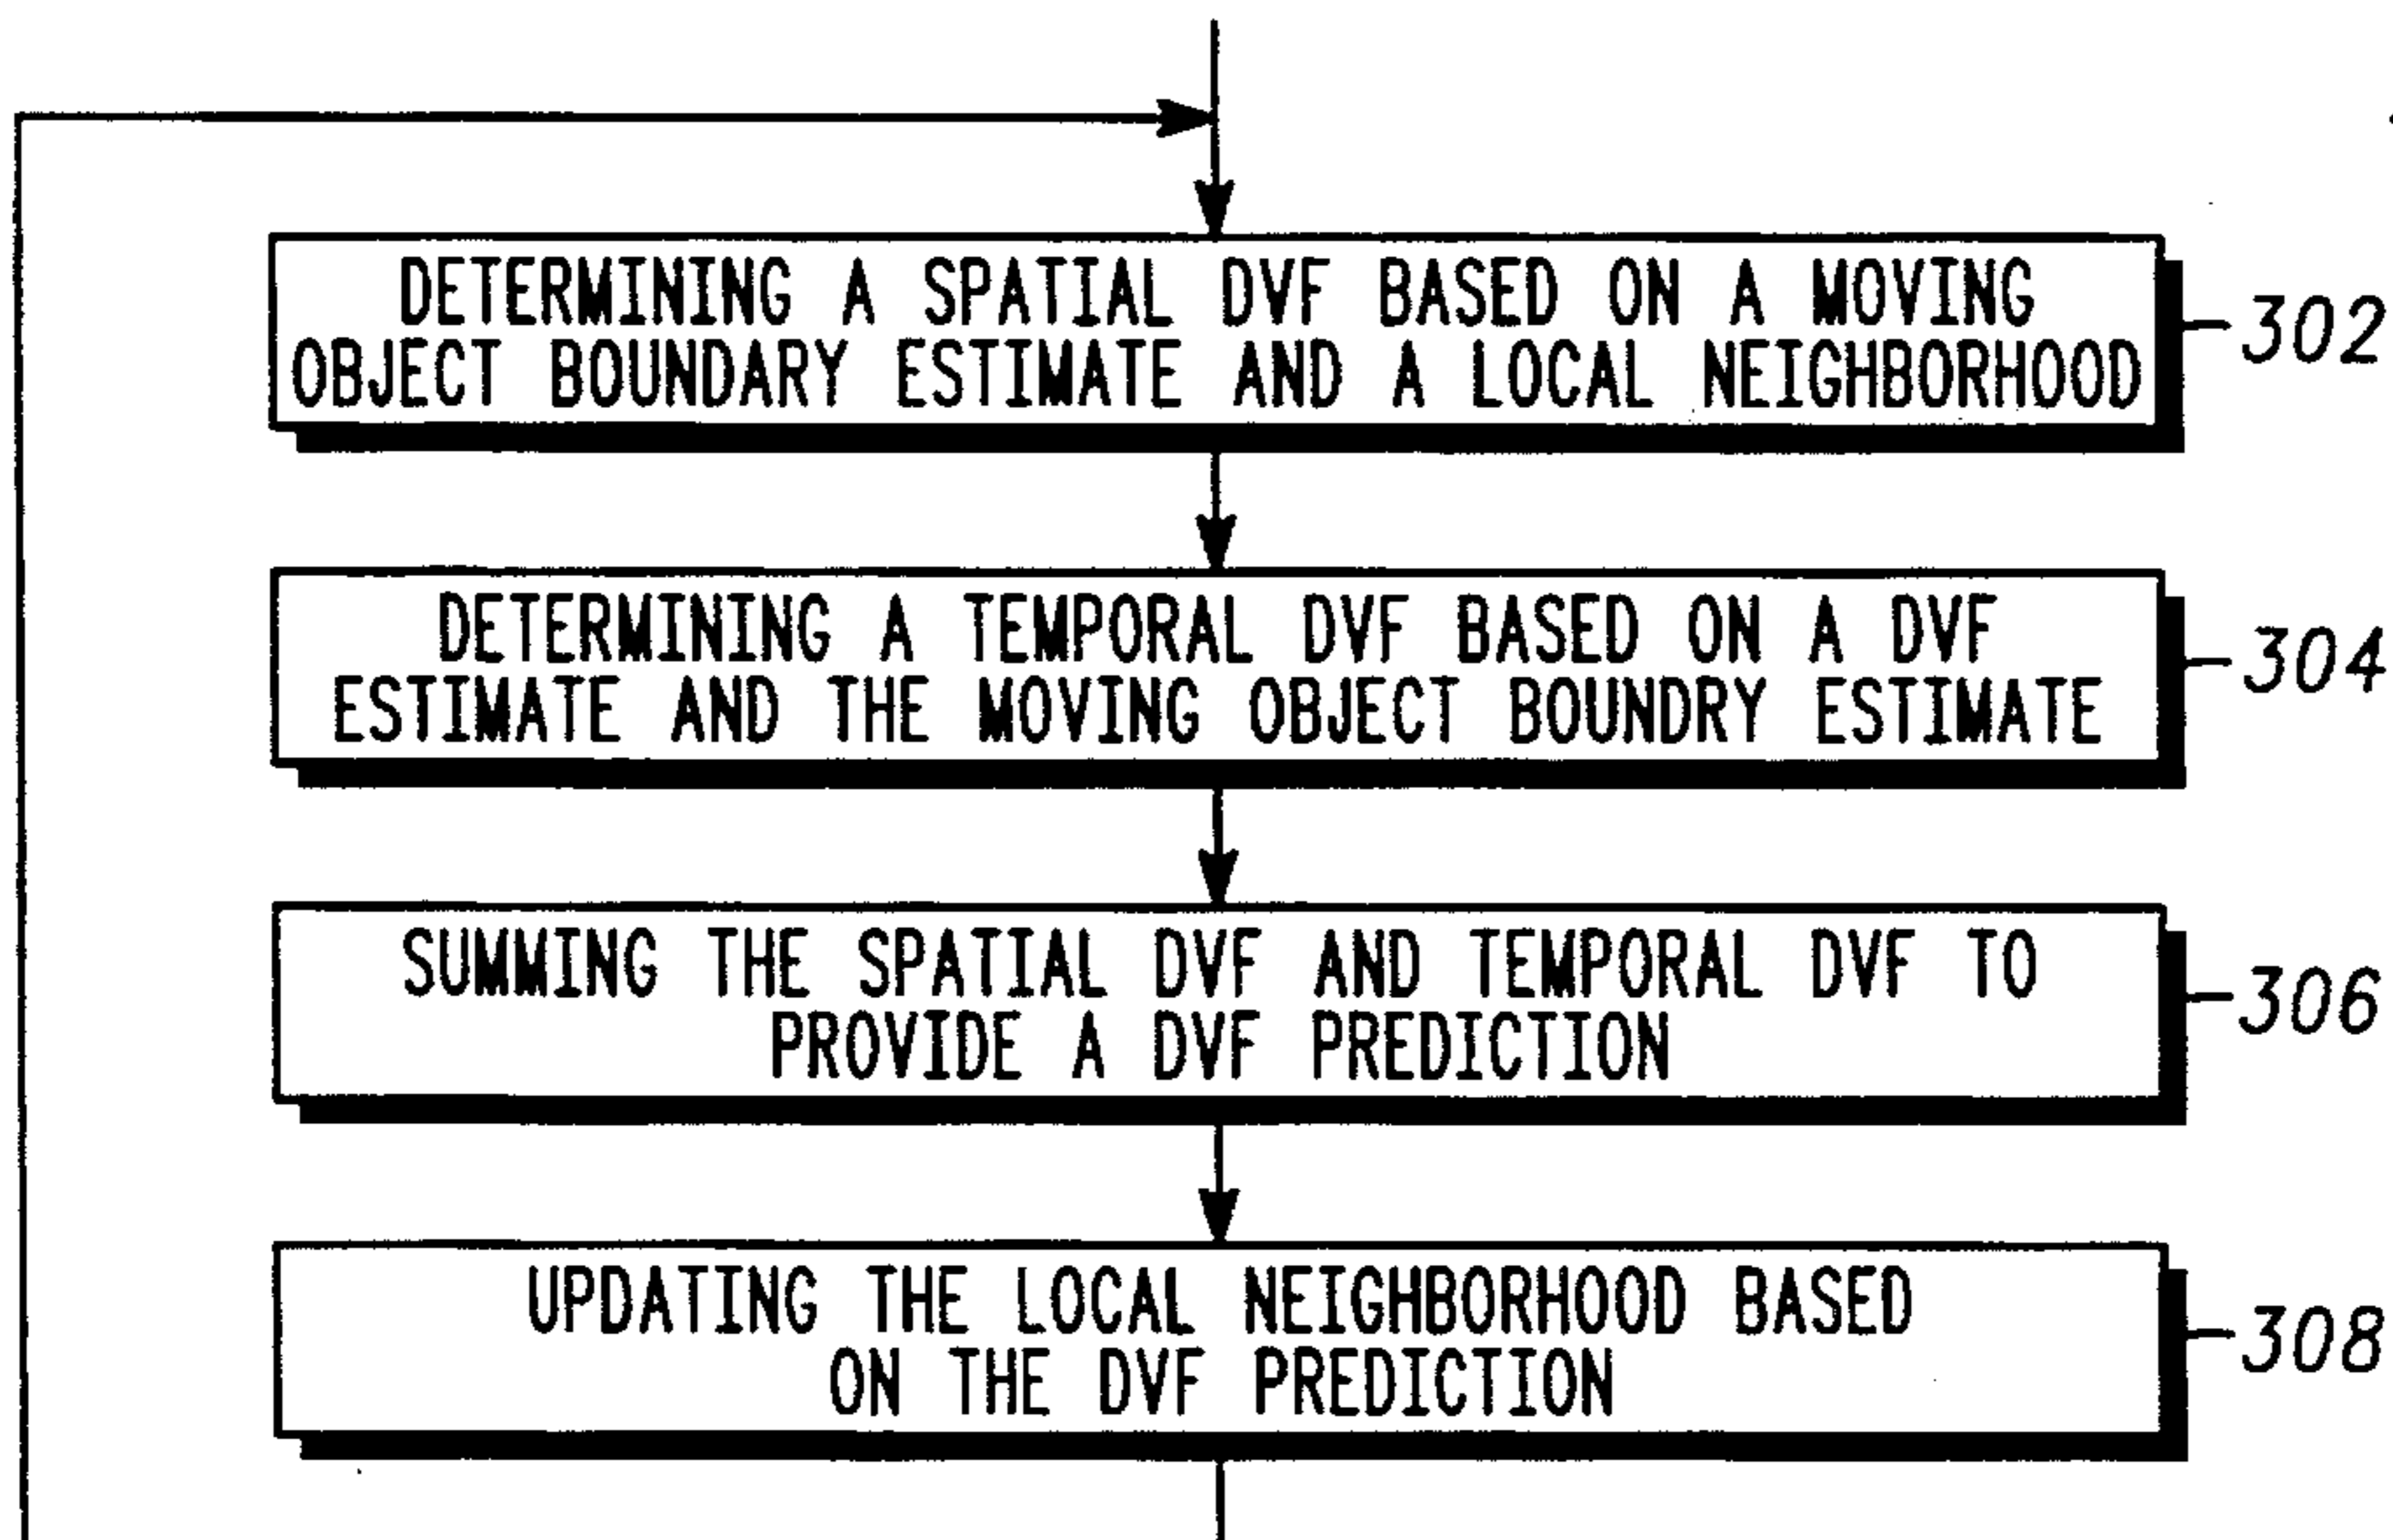 DETERMINING A SPATIAL DVF BASED ON A MOVING
OBJECT BOUNDARY ESTIMATE AND A LOCAL NEIGHBORHOOD
302
DETERMINING A TEMPORAL DVF BASED ON A DVF
ESTIMATE AND THE MOVING OBJECT BOUNDRY ESTIMATE
304
SUMMING THE SPATIAL DVF AND TEMPORAL DVF TO
PROVIDE A DVF PREDICTION
306
UPDATING THE LOCAL NEIGHBORHOOD BASED
ON THE DVF PREDICTION
308